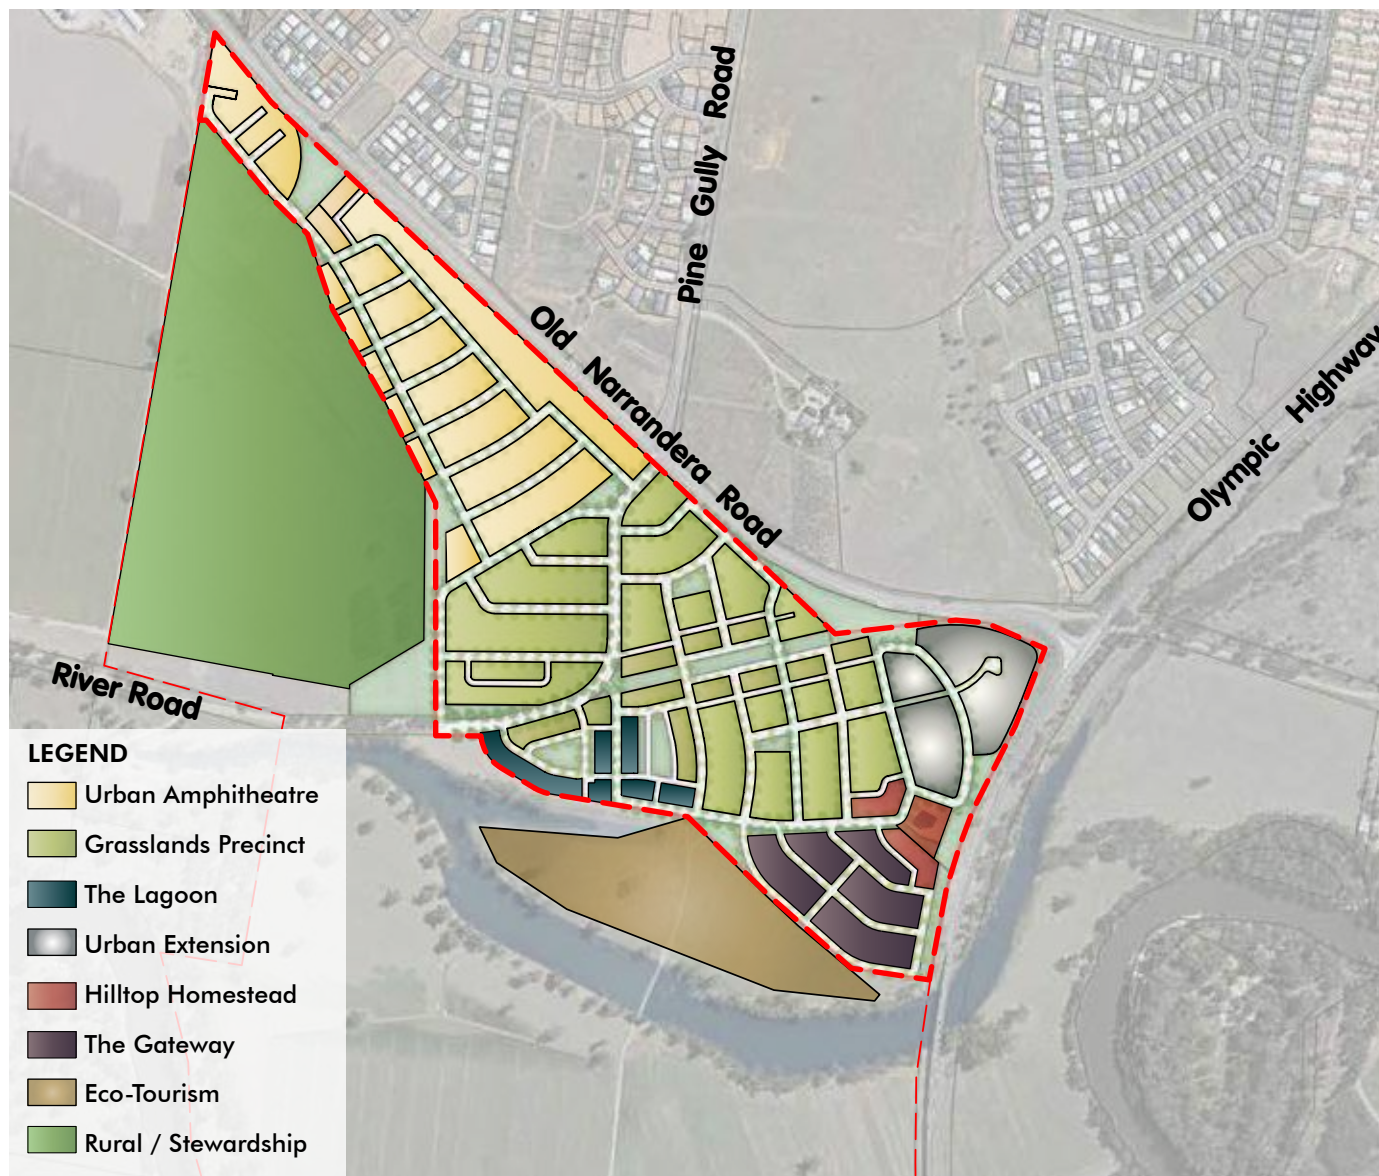 Pine Gully Road
Old Narrandera Road
Olympic Highway
River Road
LEGEND
Urban Amphitheatre
Grasslands Precinct
The Lagoon
Urban Extension
Hilltop Homestead
The Gateway
Eco-Tourism
Rural / Stewardship